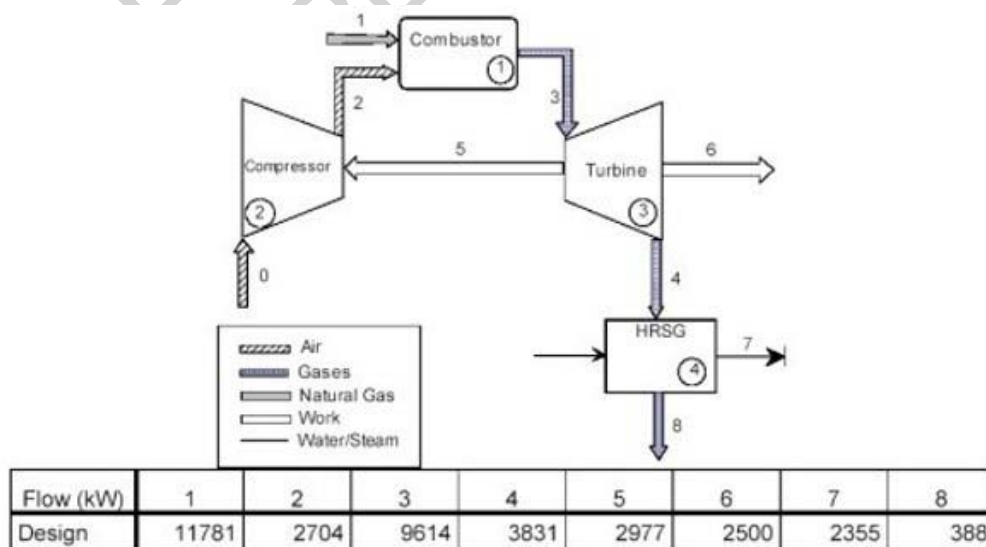 1
Combustor
1
2
3
5
6
Compressor
Turbine
2
3
0
4
HRSG
7
4
8
Air
Gases
Natural Gas
Work
Water/Steam
Flow (kW) 1 2 3 4 5 6 7 8
Design 11781 2704 9614 3831 2977 2500 2355 388